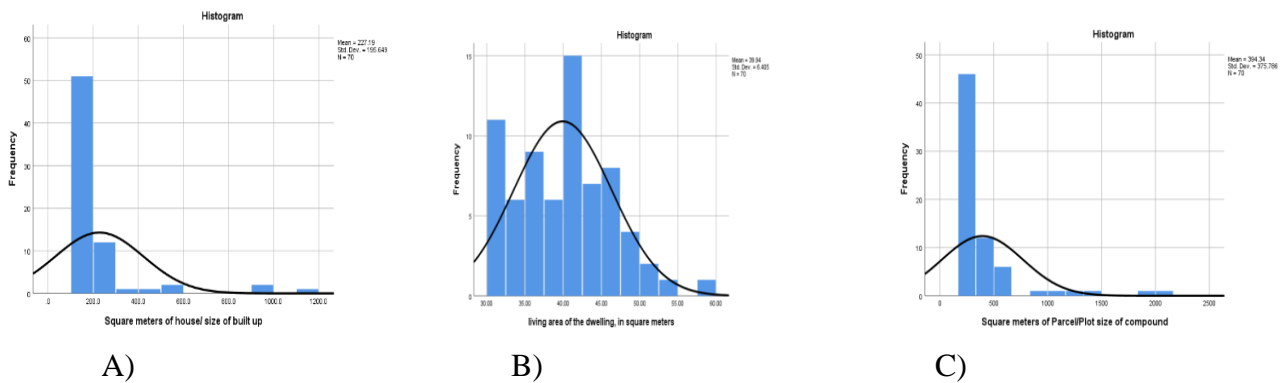 Histogram
Mean = 227.19
Std. Dev. = 195.649
N = 70
60
50
40
30
20
10
0
Frequency
.0 200.0 400.0 600.0 800.0 1000.0 1200.0
Square meters of house/ size of built up
A)
Histogram
Mean = 39.94
Std. Dev. = 6.405
N = 70
15
10
5
0
Frequency
30.00 35.00 40.00 45.00 50.00 55.00 60.00
living area of the dwelling, in square meters
B)
Histogram
Mean = 394.34
Std. Dev. = 375.786
N = 70
50
40
30
20
10
0
Frequency
0 500 1000 1500 2000 2500
Square meters of Parcel/Plot size of compound
C)